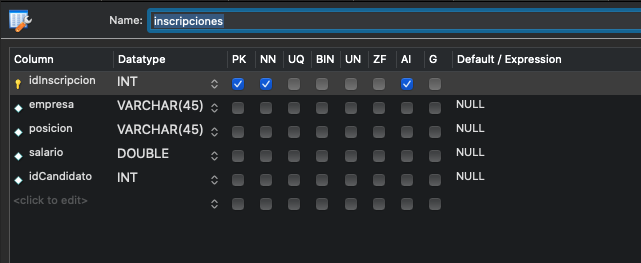 Name: inscripciones
Column Datatype PK NN UQ BIN UN ZF AI G Default / Expression
idInscripcion INT
empresa VARCHAR(45) NULL
posicion VARCHAR(45) NULL
salario DOUBLE NULL
idCandidato INT NULL
<click to edit>